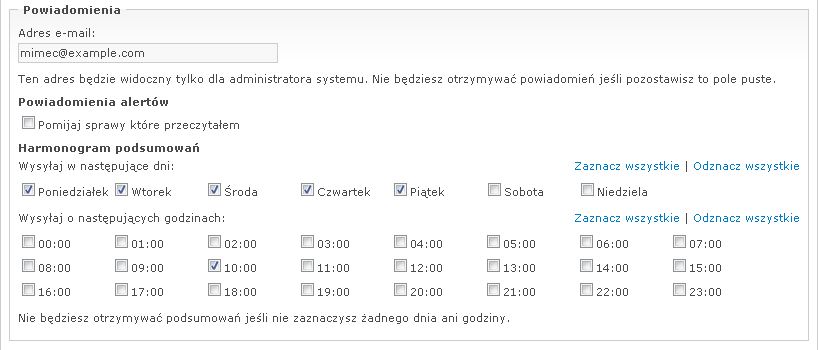 Powiadomienia
Adres e-mail:
mimec@example.com
Ten adres będzie widoczny tylko dla administratora systemu. Nie będziesz otrzymywać powiadomień jeśli pozostawisz to pole puste.
Powiadomienia alertów
Pomijaj sprawy które przeczytałem
Harmonogram podsumowań
Wysyłaj w następujące dni: Zaznacz wszystkie | Odznacz wszystkie
Poniedziałek Wtorek Środa Czwartek Piątek Sobota Niedziela
Wysyłaj o następujących godzinach: Zaznacz wszystkie | Odznacz wszystkie
00:00 01:00 02:00 03:00 04:00 05:00 06:00 07:00
08:00 09:00 10:00 11:00 12:00 13:00 14:00 15:00
16:00 17:00 18:00 19:00 20:00 21:00 22:00 23:00
Nie będziesz otrzymywać podsumowań jeśli nie zaznaczysz żadnego dnia ani godziny.